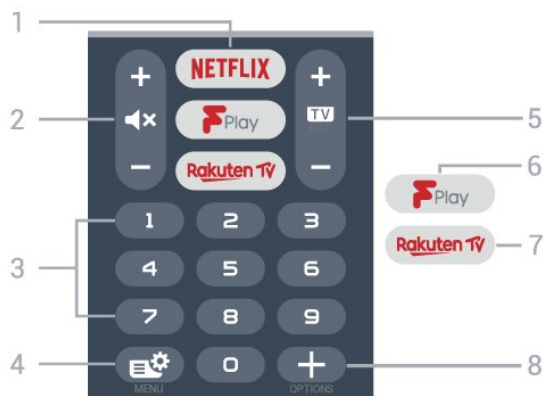 1
NETFLIX
+ +
2
F Play
TV
EXIT
5
- -
Rakuten TV
6
F Play
1 2 3
Rakuten TV
7
3
4 5 6
7 8 9
4
0
+
8
MENU
OPTIONS